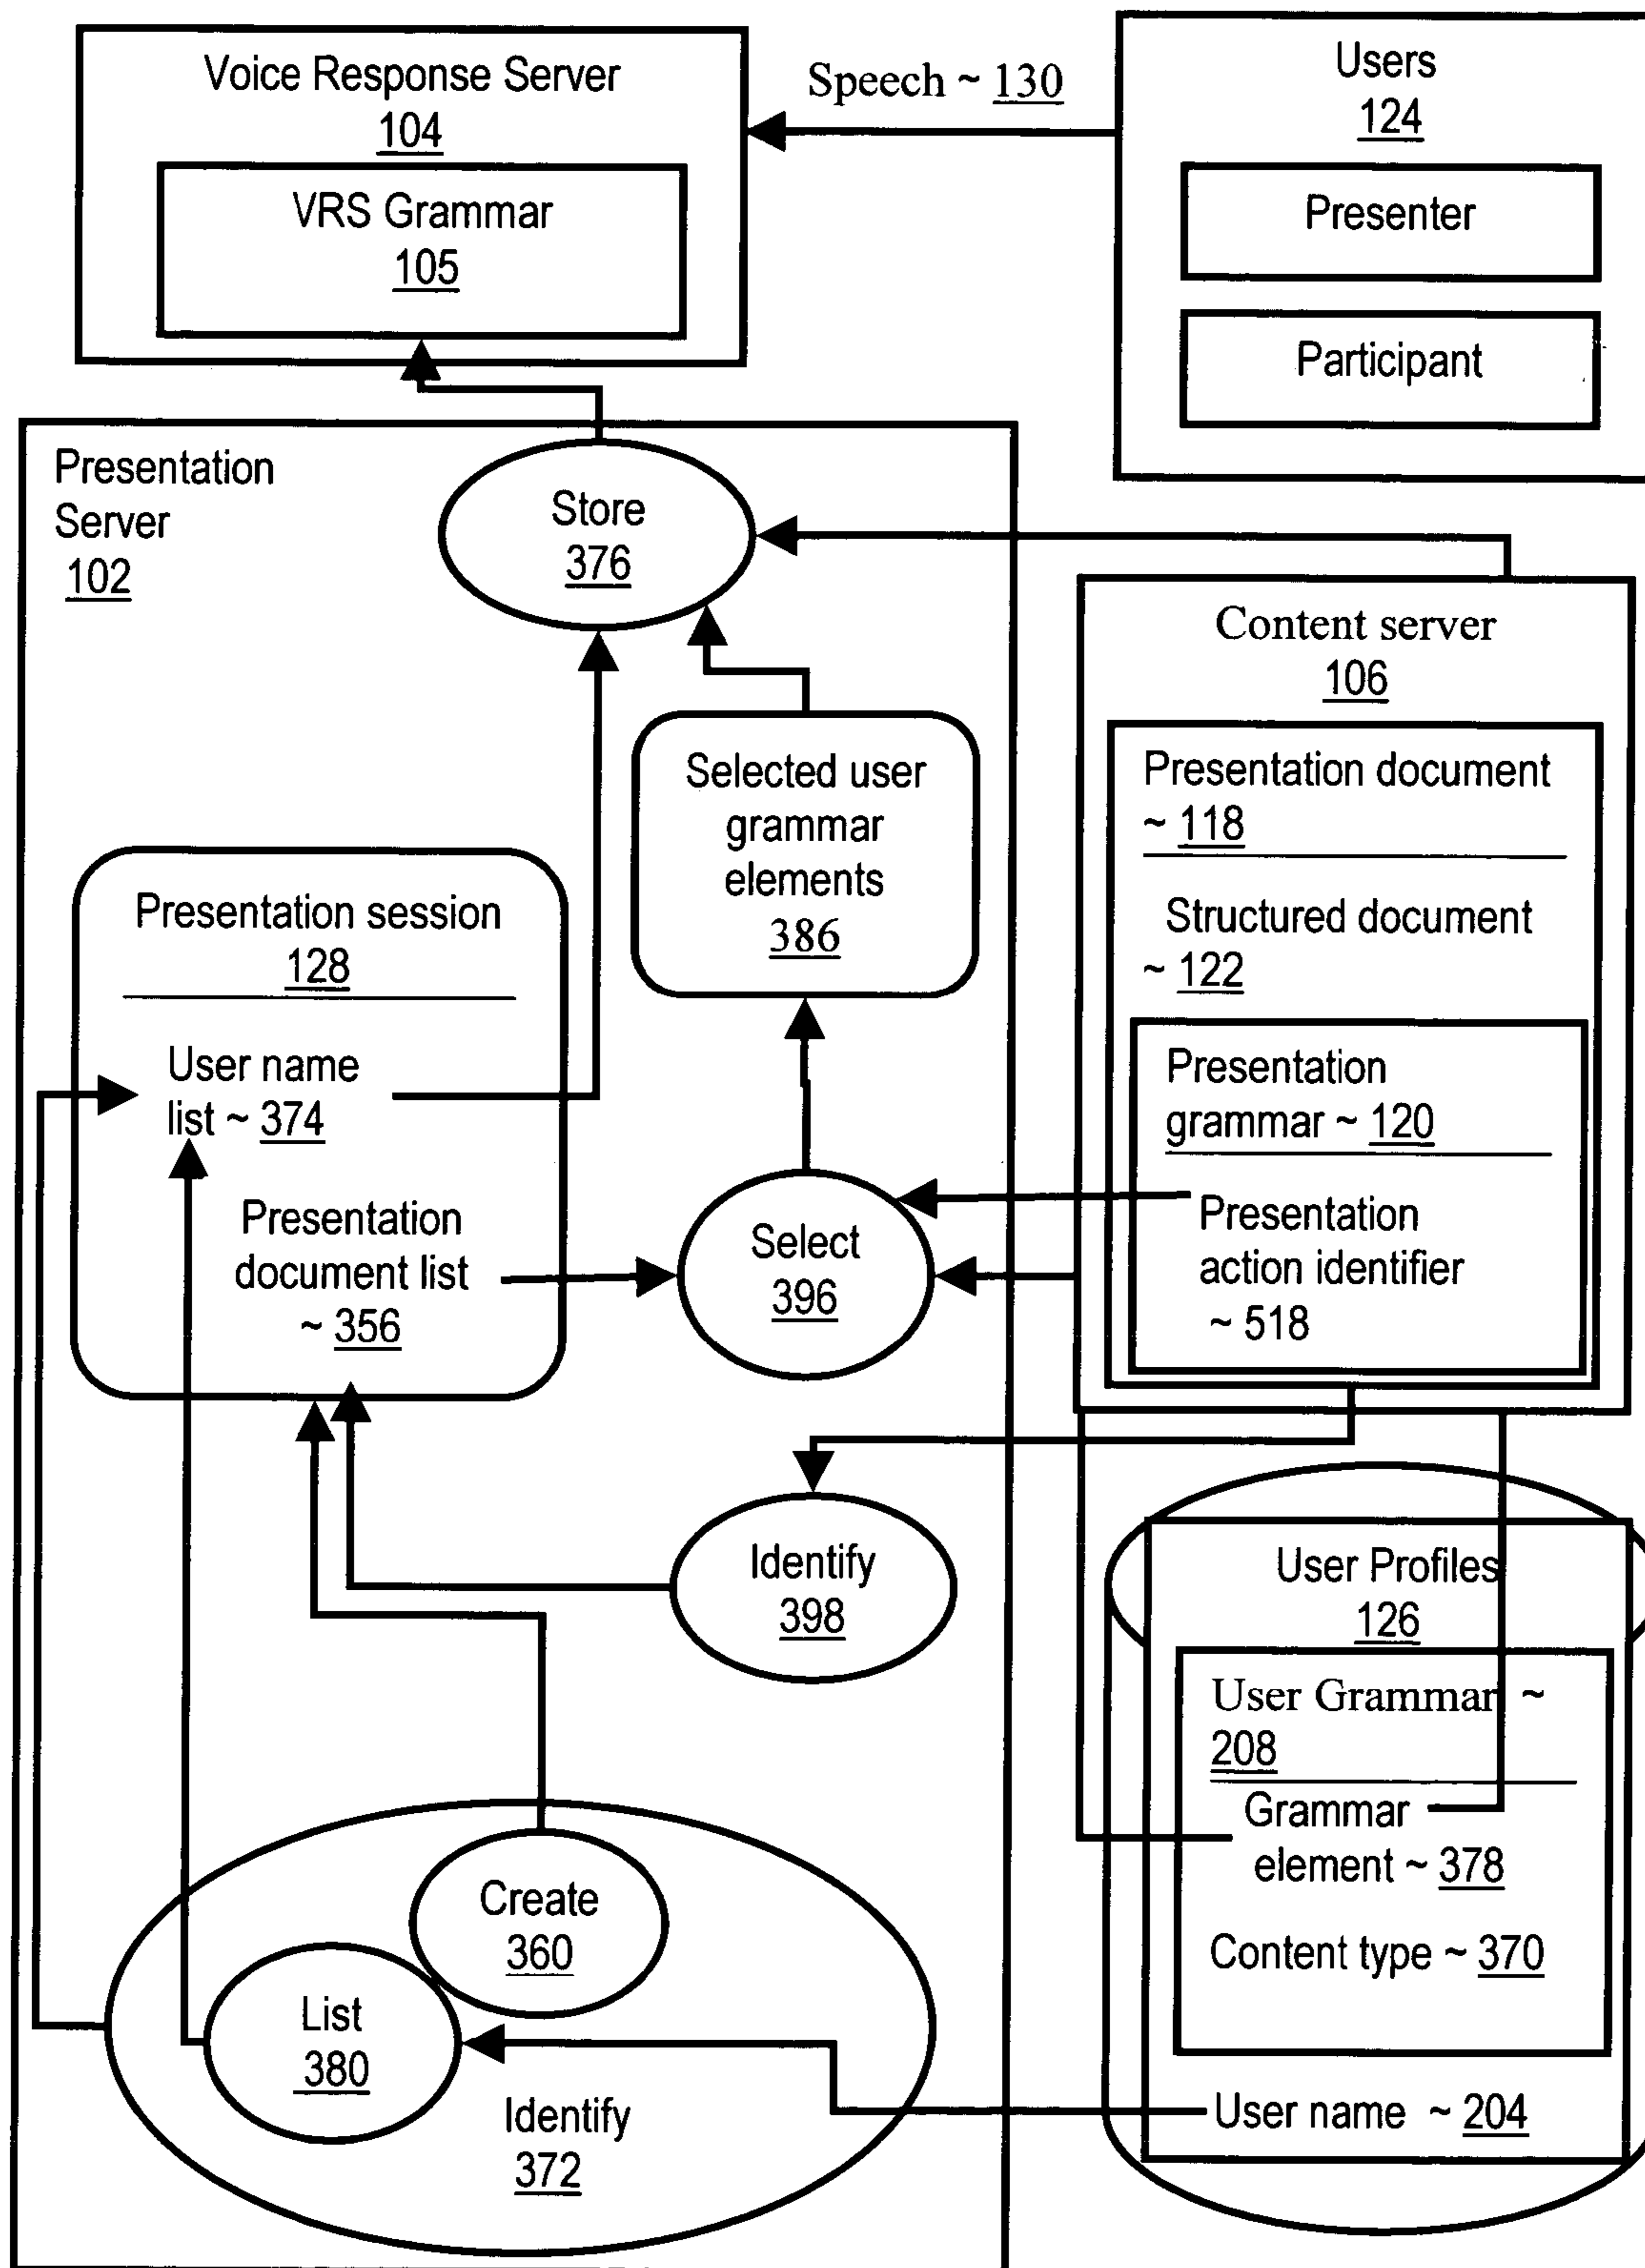 Voice Response Server
104
VRS Grammar
105
Speech ~ 130
Users
124
Presenter
Participant
Presentation
Server
102
Store
376
Selected user
grammar
elements
386
Content server
106
Presentation document
~ 118
Structured document
~ 122
Presentation
grammar ~ 120
Presentation
action identifier
~ 518
Presentation session
128
User name
list ~ 374
Presentation
document list
~ 356
Select
396
Identify
398
User Profiles
126
User Grammar ~
208
Grammar
element ~ 378
Content type ~ 370
User name ~ 204
Create
360
List
380
Identify
372